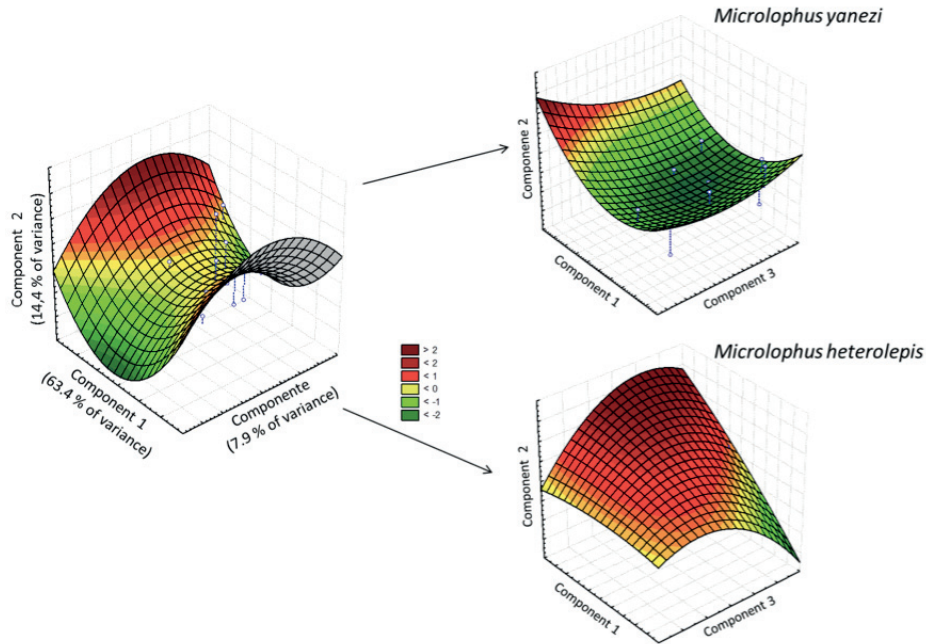 Microlophus yanezi
Componene 2
Component 1
Component 3
Component 2
(14,4 % of variance)
Component 1
(63.4 % of variance)
Componente
(7.9 % of variance)
> 2
< 2
< 1
< 0
< -1
< -2
Microlophus heterolepis
Component 2
Component 1
Component 3